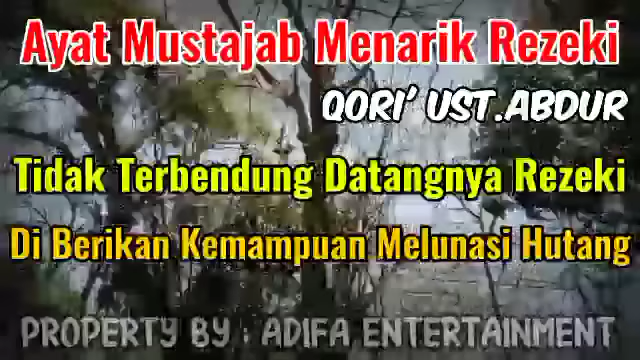 Ayat Mustajab Menarik Rezeki
QORI' UST.ABDUR
Tidak Terbendung Datangnya Rezeki
Di Berikan Kemampuan Melunasi Hutang
PROPERTY BY : ADIFA ENTERTAINMENT